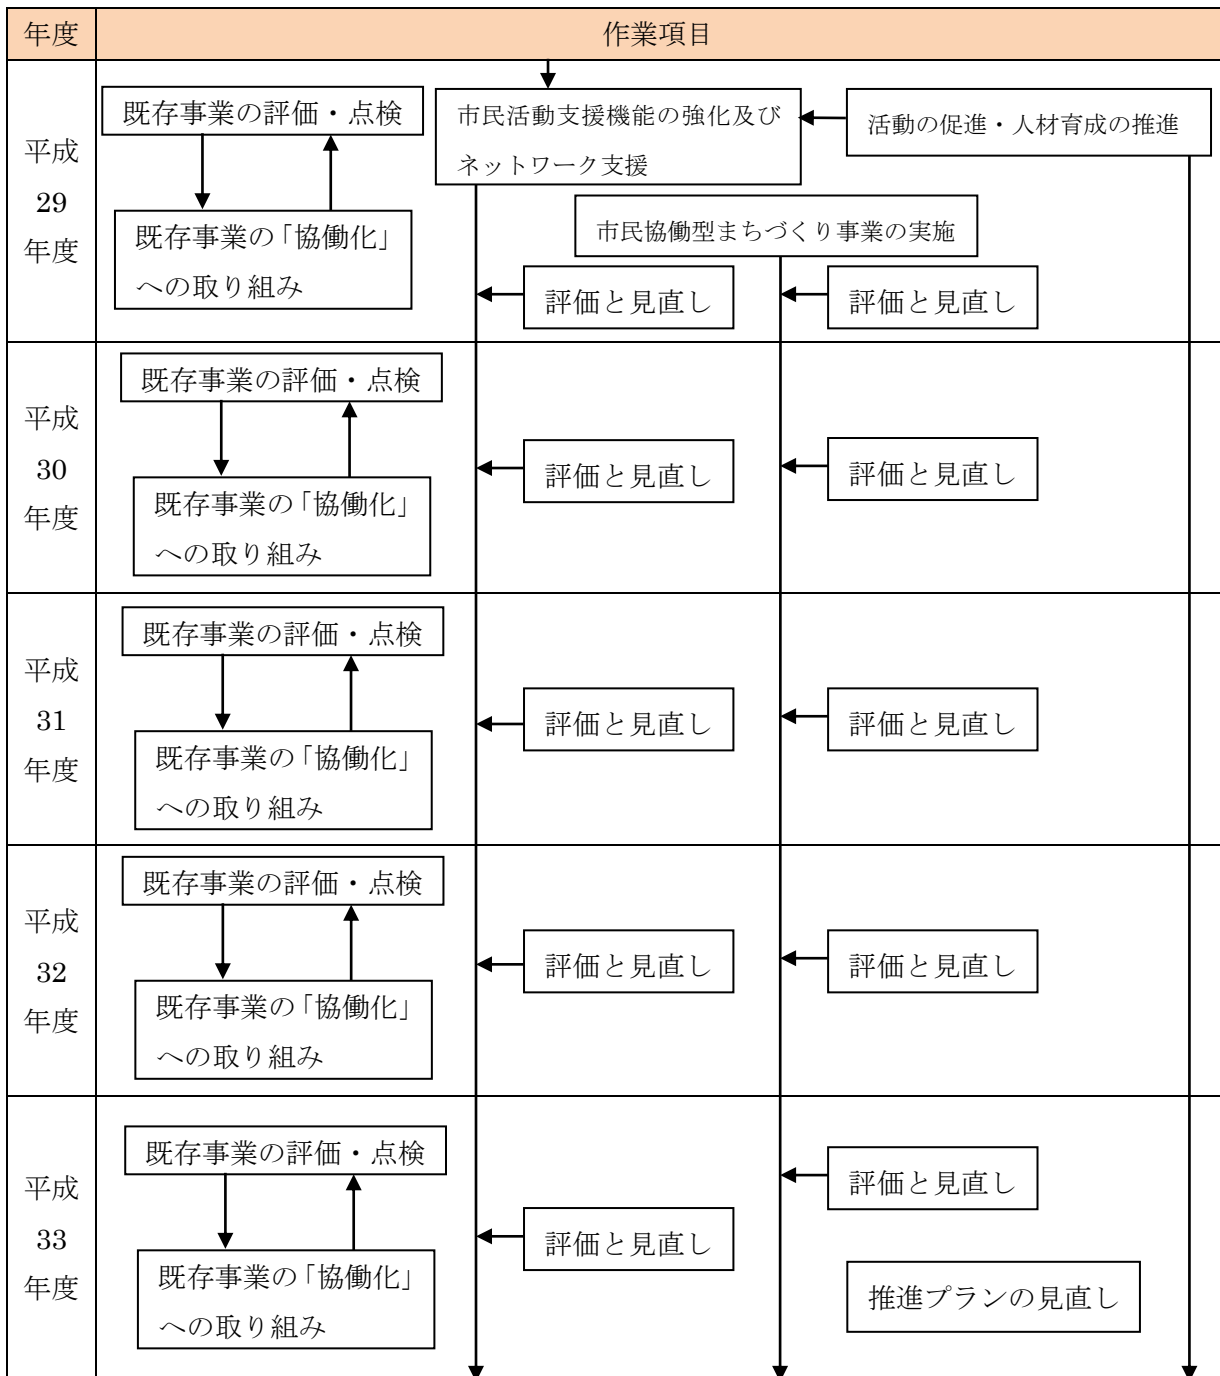 年度
作業項目
平成
29
年度
既存事業の評価・点検
既存事業の「協働化」
への取り組み
市民活動支援機能の強化及び
ネットワーク支援
活動の促進・人材育成の推進
市民協働型まちづくり事業の実施
評価と見直し
評価と見直し
平成
30
年度
既存事業の評価・点検
既存事業の「協働化」
への取り組み
評価と見直し
評価と見直し
平成
31
年度
既存事業の評価・点検
既存事業の「協働化」
への取り組み
評価と見直し
評価と見直し
平成
32
年度
既存事業の評価・点検
既存事業の「協働化」
への取り組み
評価と見直し
評価と見直し
平成
33
年度
既存事業の評価・点検
既存事業の「協働化」
への取り組み
評価と見直し
評価と見直し
推進プランの見直し